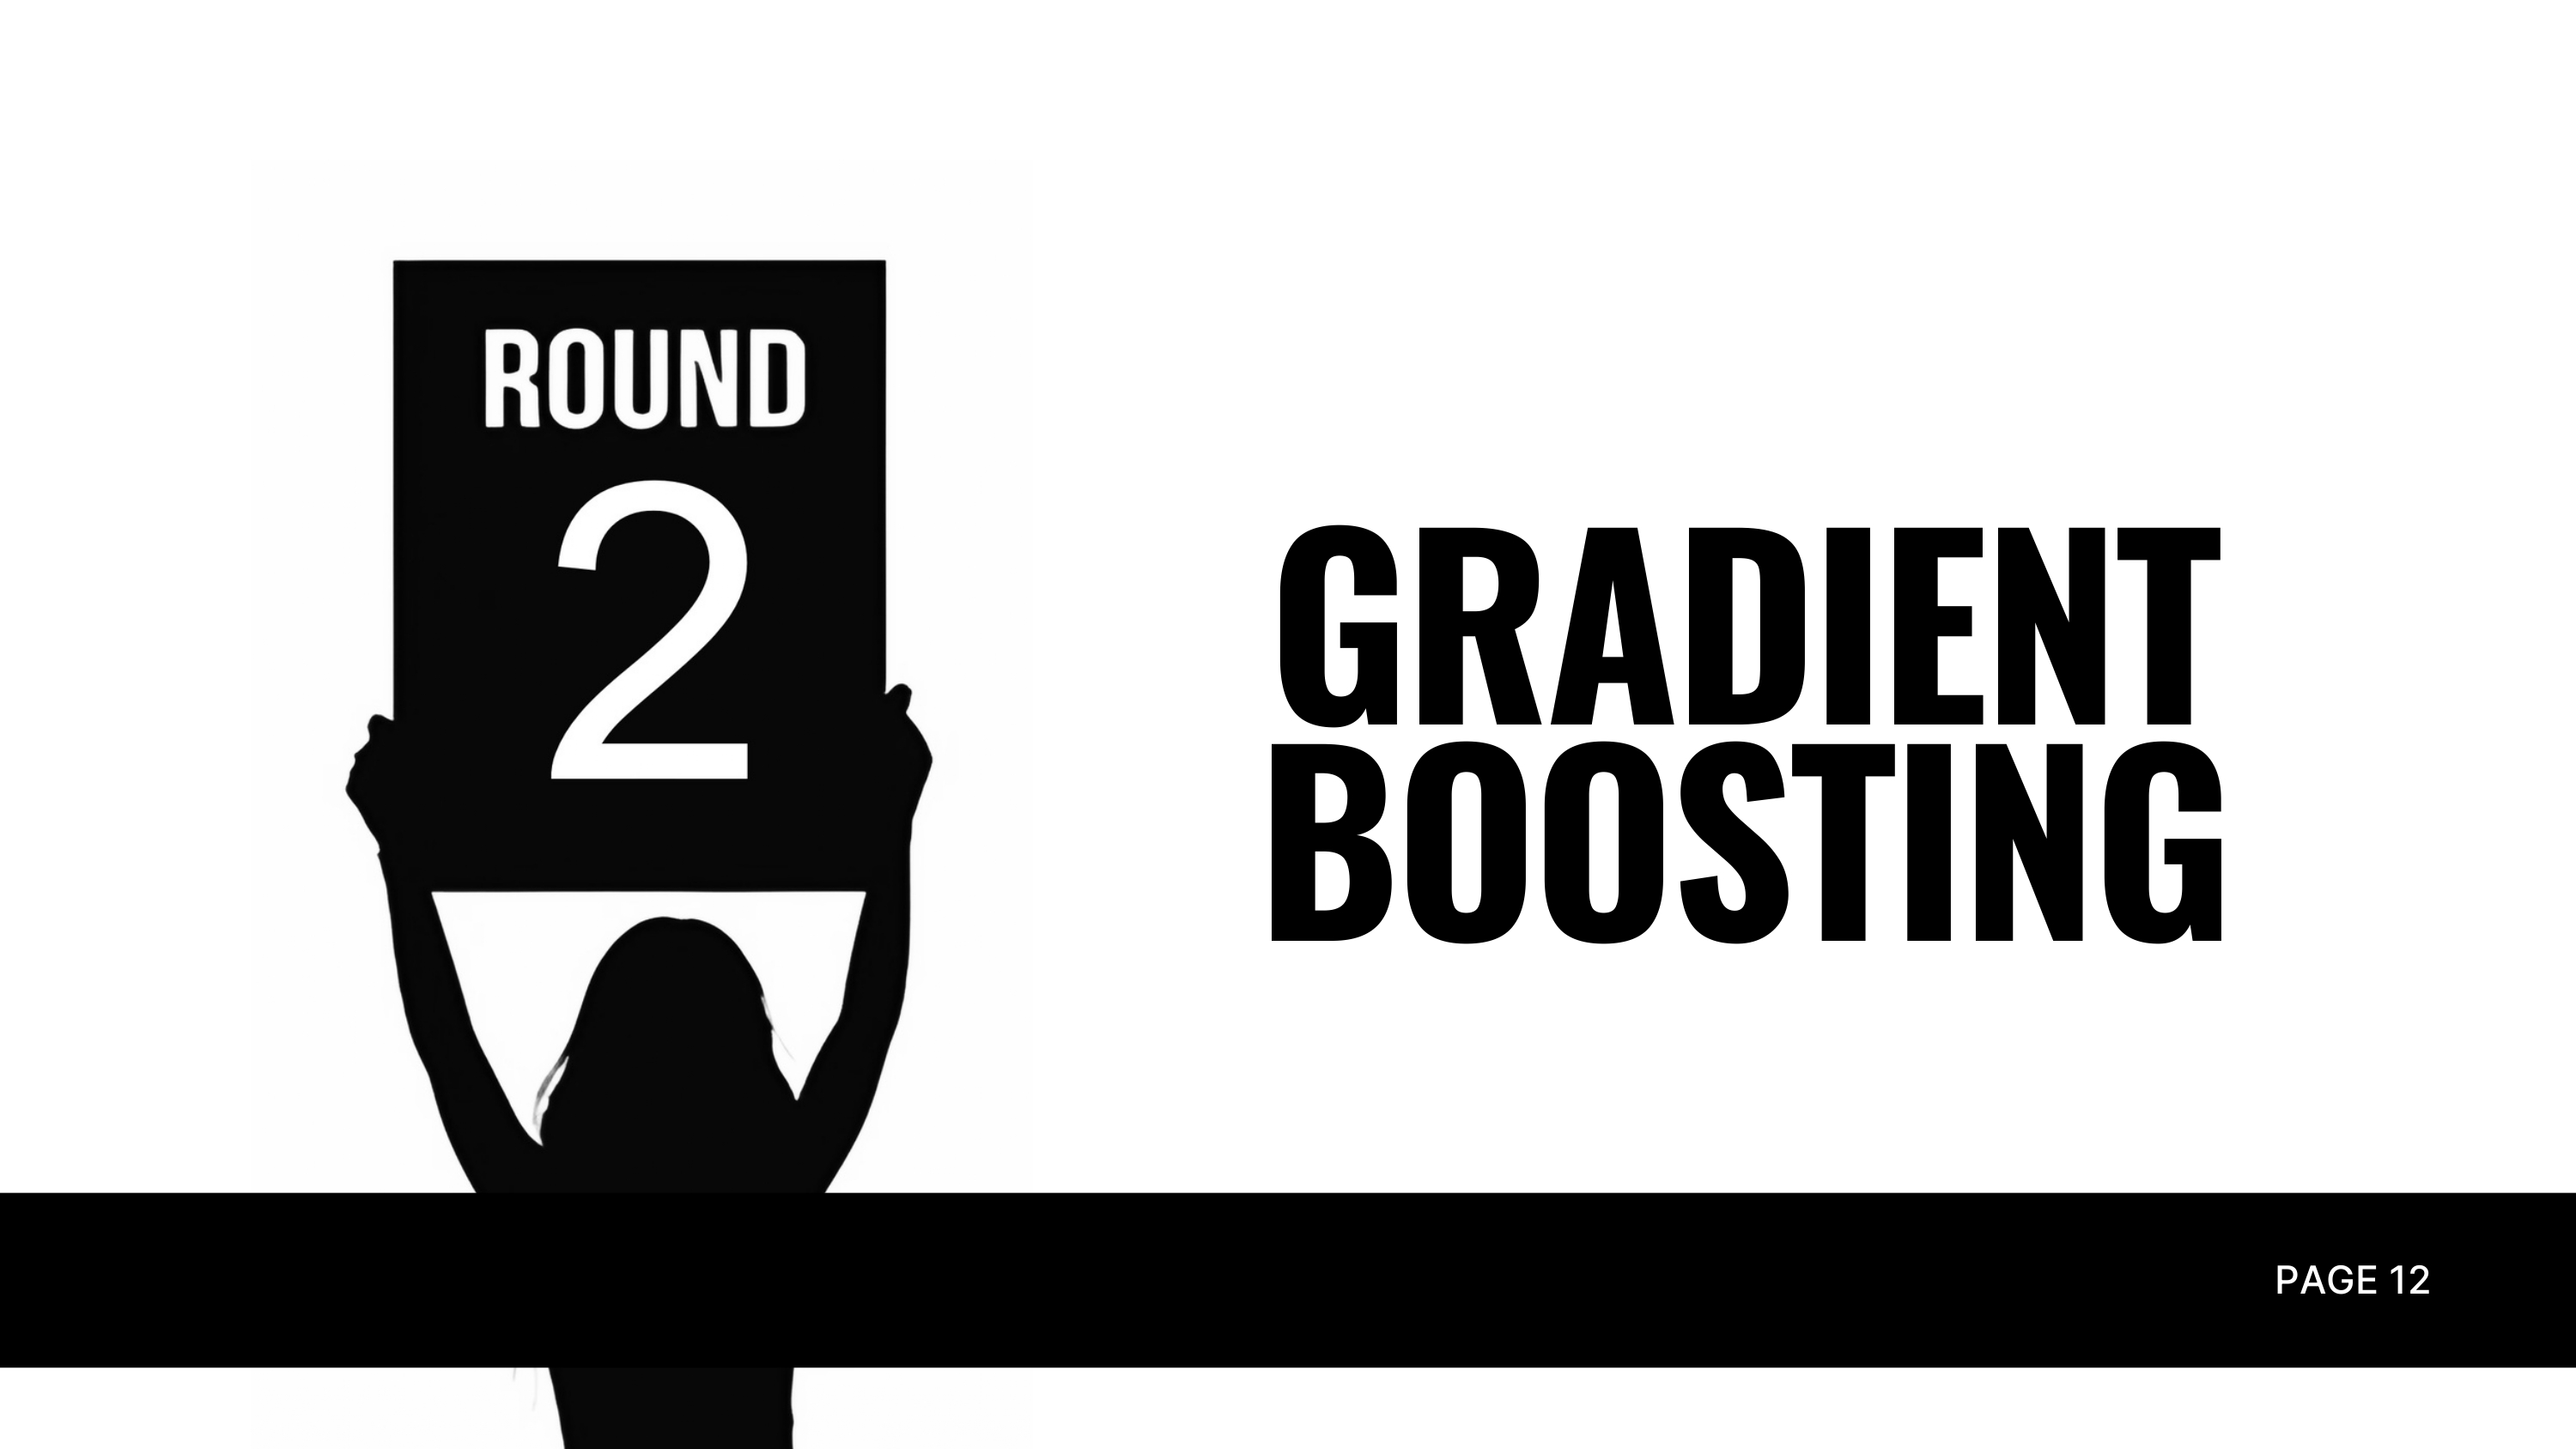 ROUND
2
GRADIENT
BOOSTING
PAGE 12